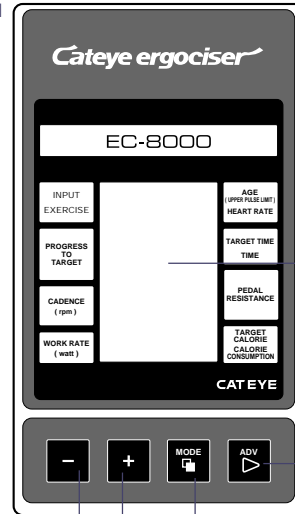 Cateye ergociser
EC-8000
INPUT
EXERCISE
PROGRESS
TO
TARGET
CADENCE
( rpm )
WORK RATE
( watt )
AGE
( UPPER PULSE LIMIT )
HEART RATE
TARGET TIME
TIME
PEDAL
RESISTANCE
TARGET
CALORIE
CALORIE
CONSUMPTION
CATEYE
−
+
MODE
ADV